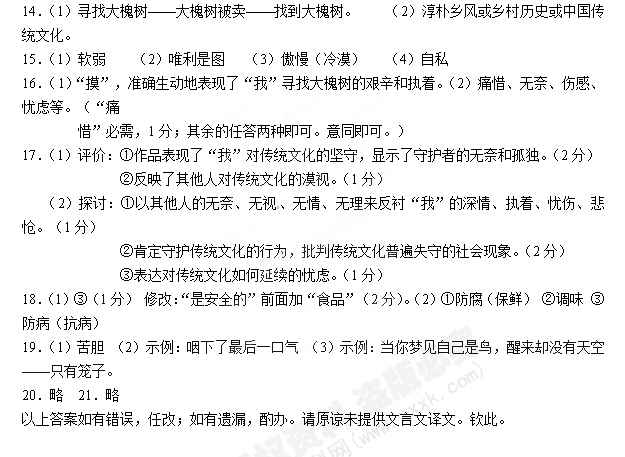 14.（1）寻找大槐树——大槐树被卖——找到大槐树。 （2）淳朴乡风或乡村历史或中国传
统文化。
15.（1）软弱 （2）唯利是图 （3）傲慢（冷漠） （4）自私
16.（1）“摸”，准确生动地表现了“我”寻找大槐树的艰辛和执着。（2）痛惜、无奈、伤感、
忧虑等。（“痛
惜”必需，1分；其余的任答两种即可。意同即可。）
17.（1）评价：①作品表现了“我”对传统文化的坚守，显示了守护者的无奈和孤独。（2分）
②反映了其他人对传统文化的漠视。（1分）
（2）探讨：①以其他人的无奈、无视、无情、无理来反衬“我”的深情、执着、忧伤、悲
怆。（1分）
②肯定守护传统文化的行为，批判传统文化普遍失守的社会现象。（2分）
③表达对传统文化如何延续的忧虑。（1分）
18.（1）③（1分） 修改：“是安全的”前面加“食品”（2分）。（2）①防腐（保鲜） ②调味 ③
防病（抗病）
19.（1）苦胆 （2）示例：咽下了最后一口气 （3）示例：当你梦见自己是鸟，醒来却没有天空
——只有笼子。
20．略 21．略
以上答案如有错误，任改；如有遗漏，酌办。请原谅未提供文言文译文。钦此。